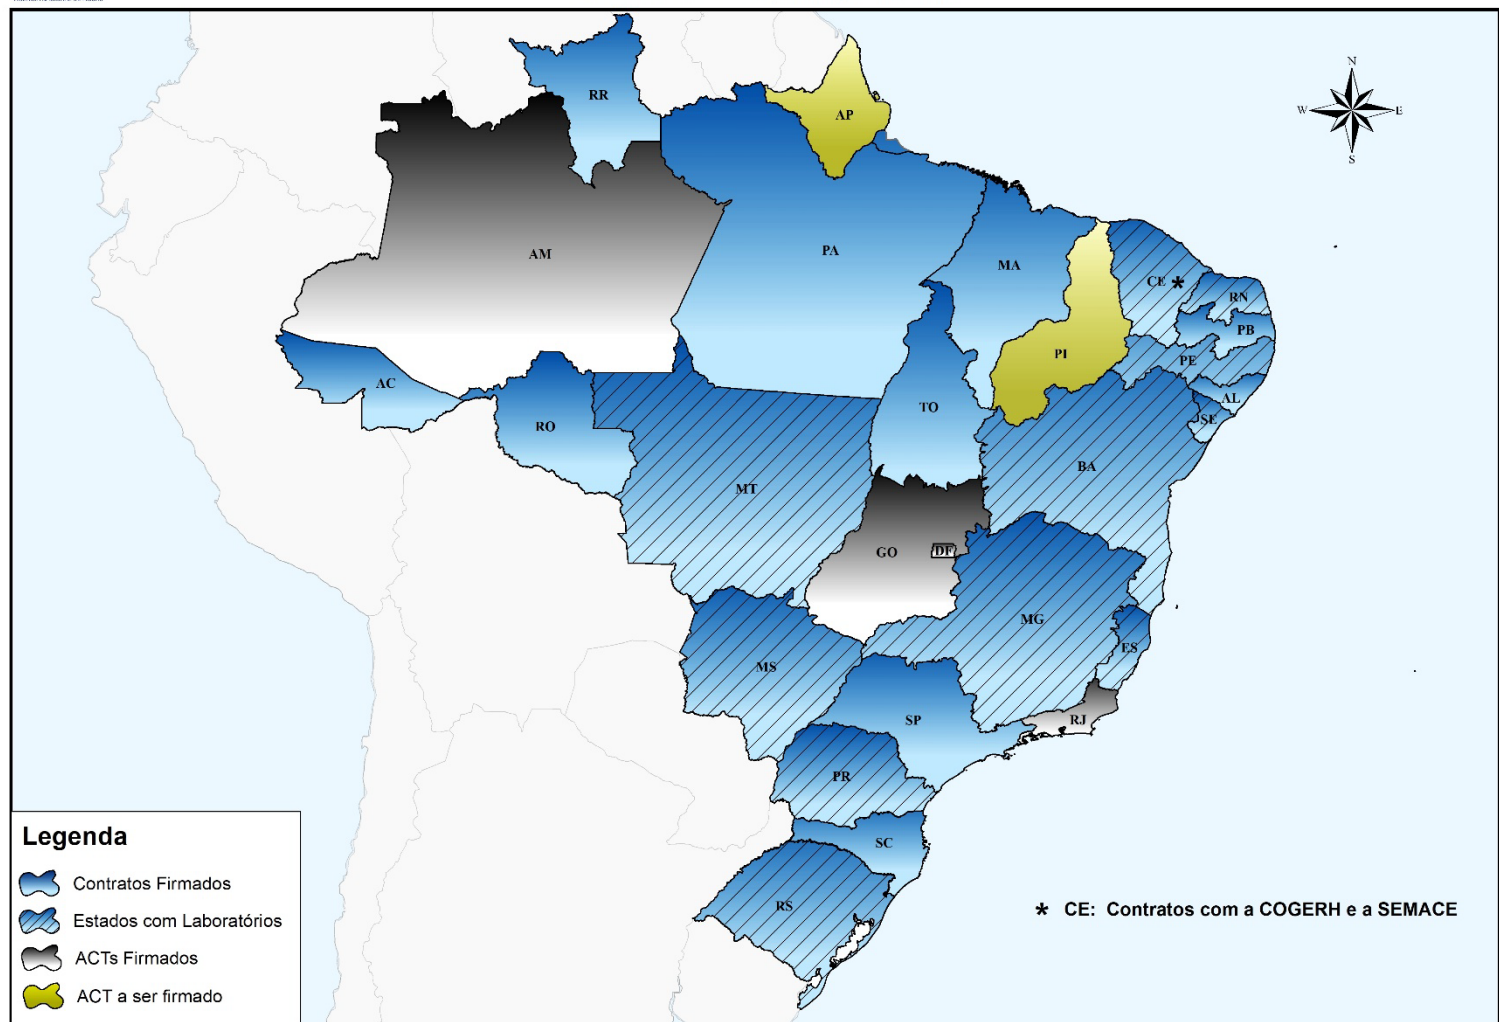 N
W E
S
RR
AP
AM
PA
MA
CE *
RN
PB
PI
PE
AC
TO
AL
SE
RO
BA
MT
GO
DF
MG
ES
MS
SP
RJ
PR
SC
RS
Legenda
Contratos Firmados
Estados com Laboratórios
ACTs Firmados
ACT a ser firmado
* CE: Contratos com a COGERH e a SEMACE